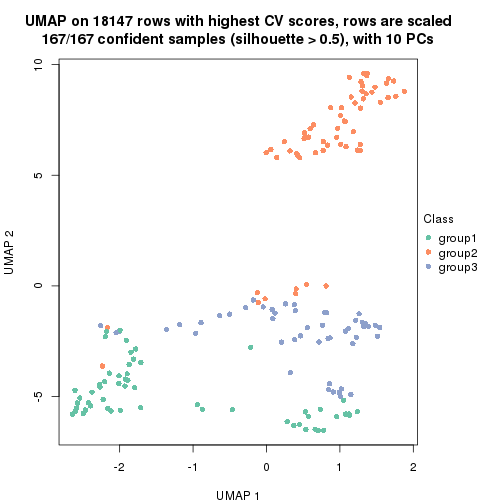 UMAP on 18147 rows with highest CV scores, rows are scaled
167/167 confident samples (silhouette > 0.5), with 10 PCs
10
5
0
-5
UMAP 2
-2
-1
0
1
2
UMAP 1
Class
group1
group2
group3